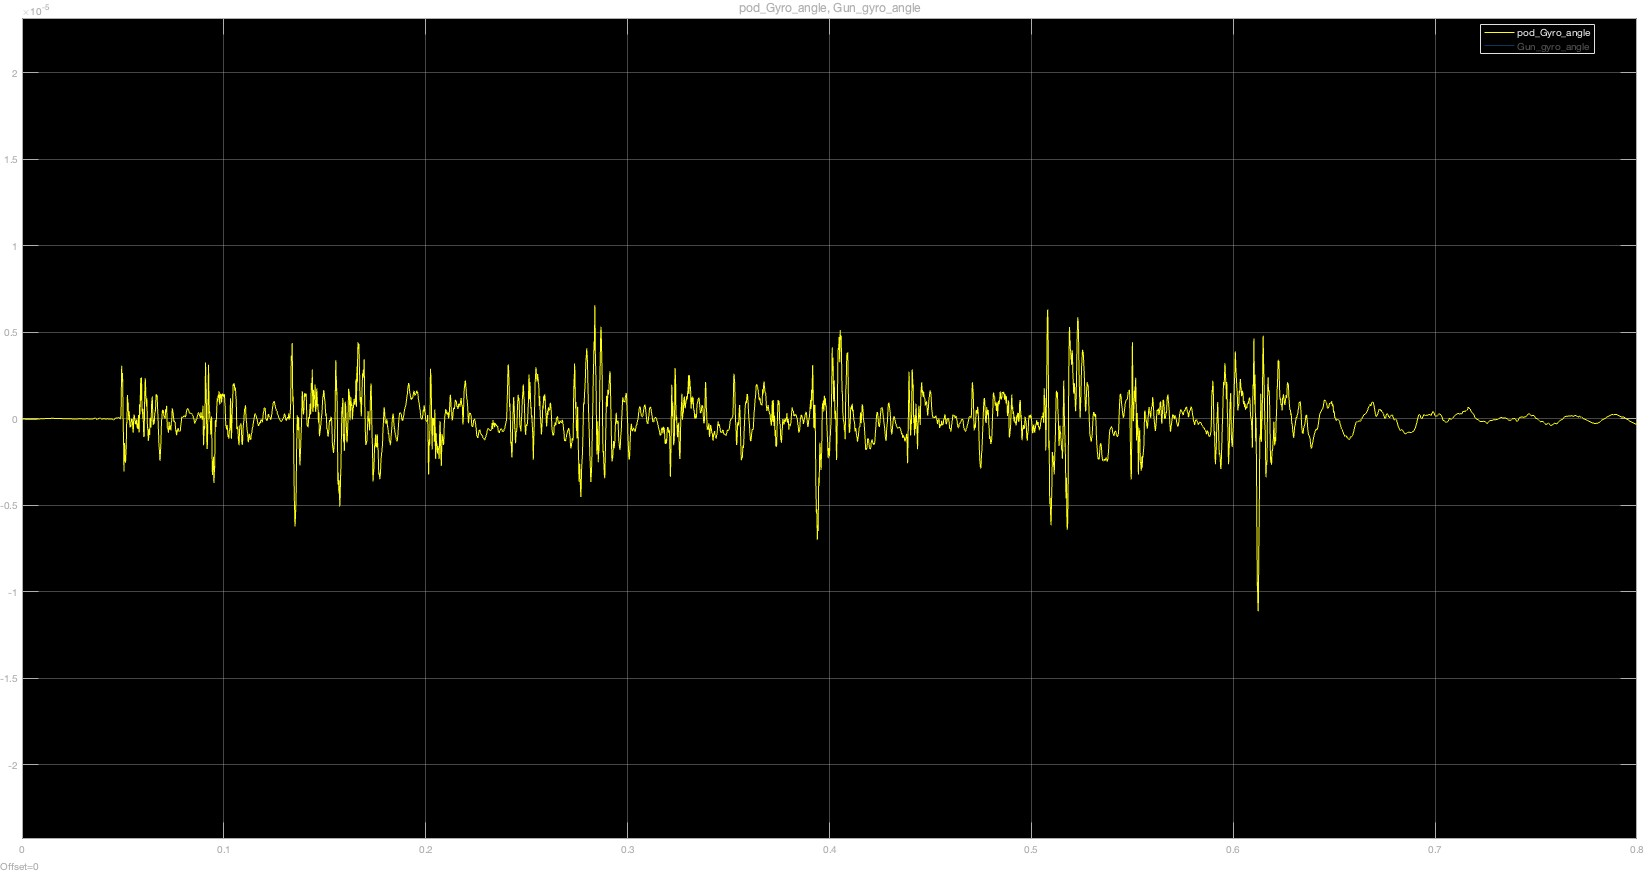 pod_Gyro_angle, Gun_gyro_angle
×10-5
pod_Gyro_angle
Gun_gyro_angle
2
1.5
1
0.5
0
-0.5
-1
-1.5
-2
0 0.1 0.2 0.3 0.4 0.5 0.6 0.7 0.8
Offset=0